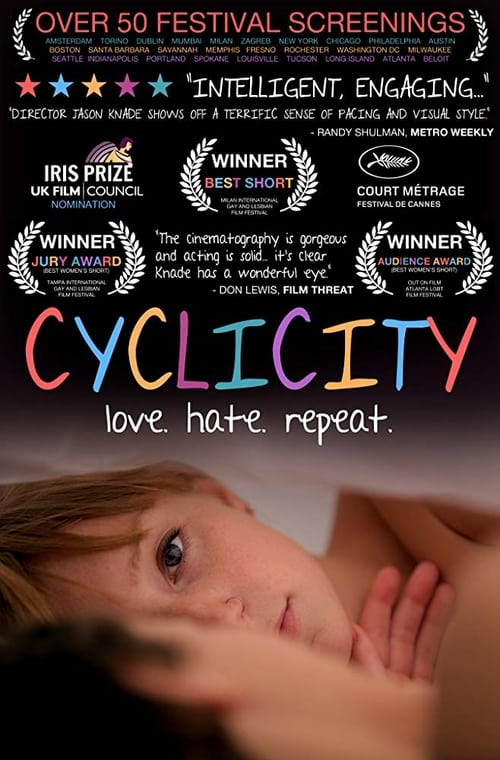 OVER 50 FESTIVAL SCREENINGS
AMSTERDAM TORINO DUBLIN MUMBAI MILAN ZAGREB NEW YORK CHICAGO PHILADELPHIA AUSTIN
BOSTON SANTA BARBARA SAVANNAH MEMPHIS FRESNO ROCHESTER WASHINGTON DC MILWAUKEE
SEATTLE INDIANAPOLIS PORTLAND SPOKANE LOUISVILLE TUCSON LONG ISLAND ATLANTA BELOIT
"INTELLIGENT, ENGAGING..."
"DIRECTOR JASON KNADE SHOWS OFF A TERRIFIC SENSE OF PACING AND VISUAL STYLE."
- RANDY SHULMAN, METRO WEEKLY
IRIS PRIZE
UK FILM COUNCIL
NOMINATION
WINNER
BEST SHORT
MILAN INTERNATIONAL
GAY AND LESBIAN
FILM FESTIVAL
COURT MÉTRAGE
FESTIVAL DE CANNES
WINNER
JURY AWARD
(BEST WOMEN'S SHORT)
TAMPA INTERNATIONAL
GAY AND LESBIAN
FILM FESTIVAL
"The cinematography is gorgeous
and acting is solid... it's clear
Knade has a wonderful eye."
- DON LEWIS, FILM THREAT
WINNER
AUDIENCE AWARD
(BEST WOMEN'S SHORT)
OUT ON FILM
ATLANTA LGBT
FILM FESTIVAL
CYCLICITY
love. hate. repeat.